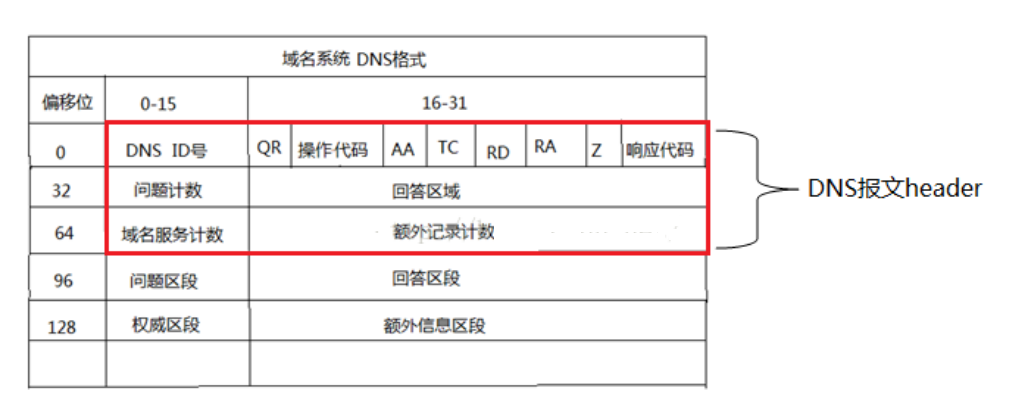 域名系统 DNS格式
偏移位 0-15 16-31
0 DNS ID号 QR 操作代码 AA TC RD RA Z 响应代码
32 问题计数 回答区域
64 域名服务计数 额外记录计数
96 问题区段 回答区段
128 权威区段 额外信息区段
DNS报文header